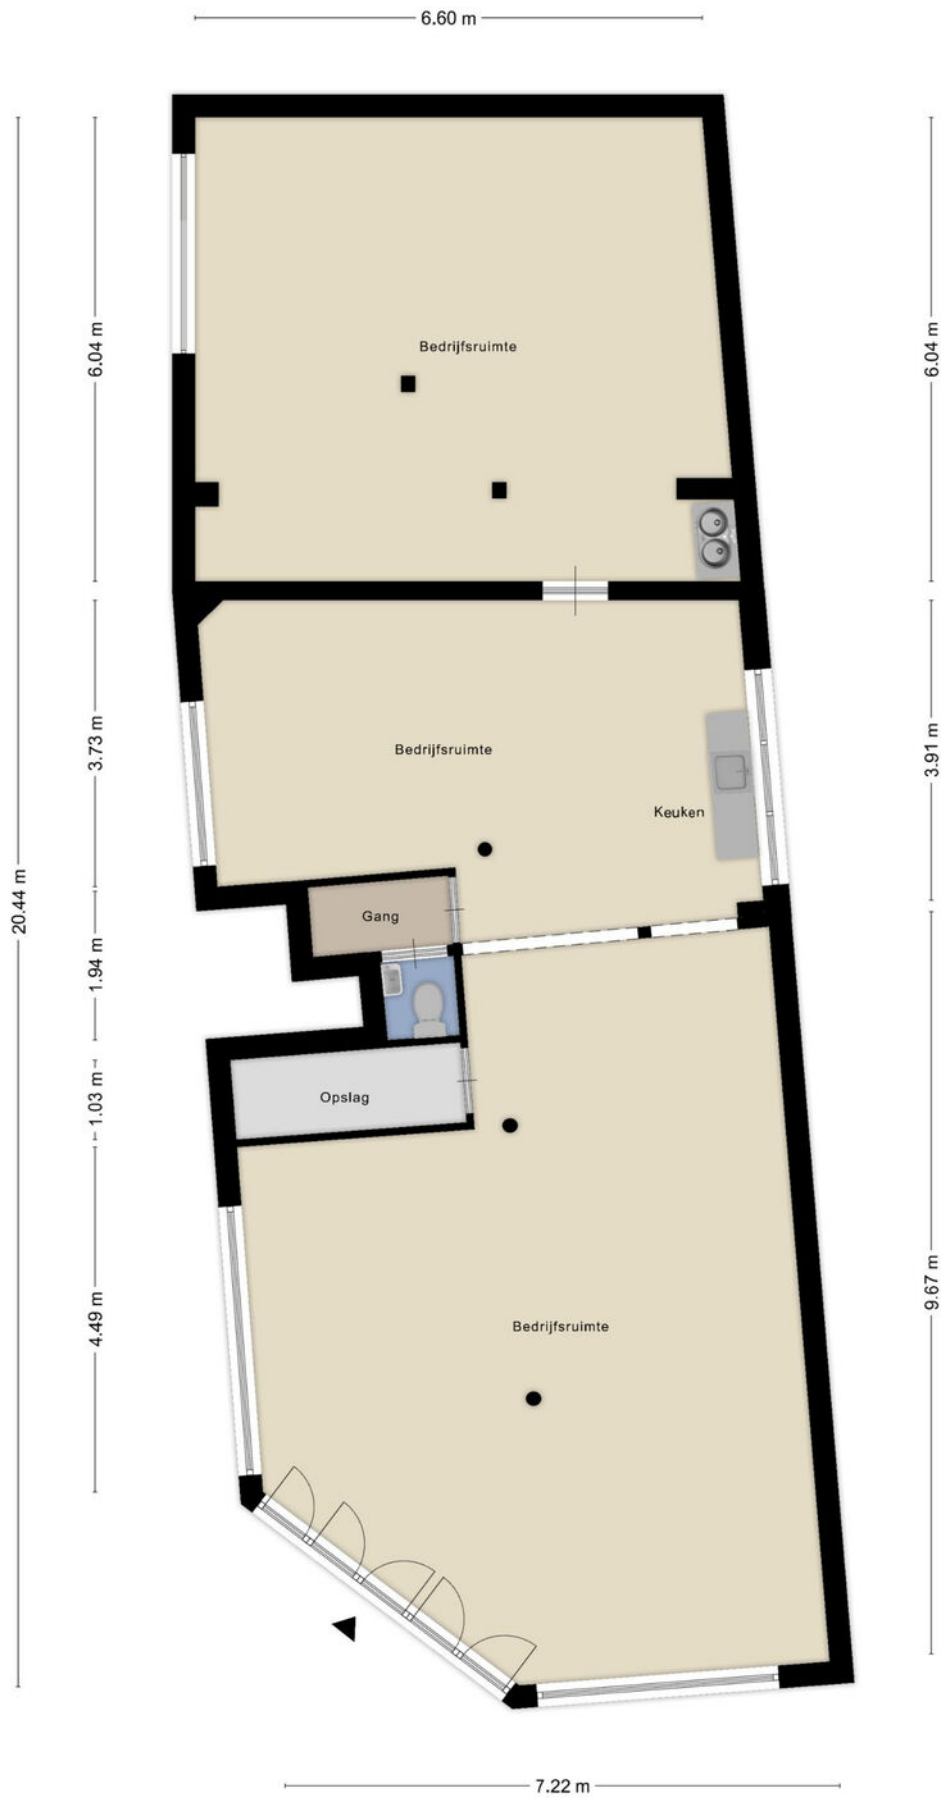 6.60 m
Bedrijfsruimte
6.04 m
6.04 m
Bedrijfsruimte
3.73 m
3.91 m
Keuken
20.44 m
Gang
1.94 m
Opslag
1.03 m
Bedrijfsruimte
4.49 m
9.67 m
7.22 m